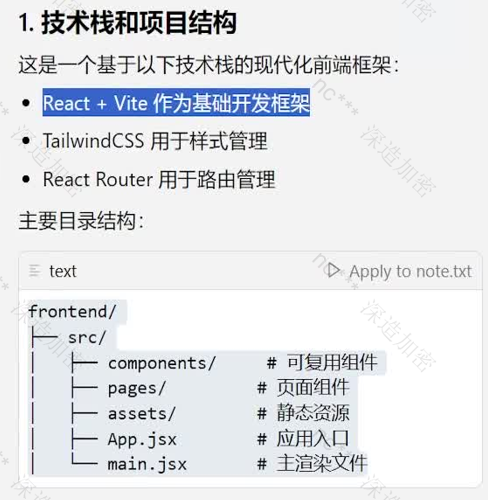 1. 技术栈和项目结构
这是一个基于以下技术栈的现代化前端框架：
• React + Vite 作为基础开发框架
• TailwindCSS 用于样式管理
• React Router 用于路由管理
主要目录结构：
text Apply to note.txt
frontend/
├── src/
│   ├── components/     # 可复用组件
│   ├── pages/          # 页面组件
│   ├── assets/         # 静态资源
│   ├── App.jsx         # 应用入口
│   └── main.jsx        # 主渲染文件
nc***
深造加密